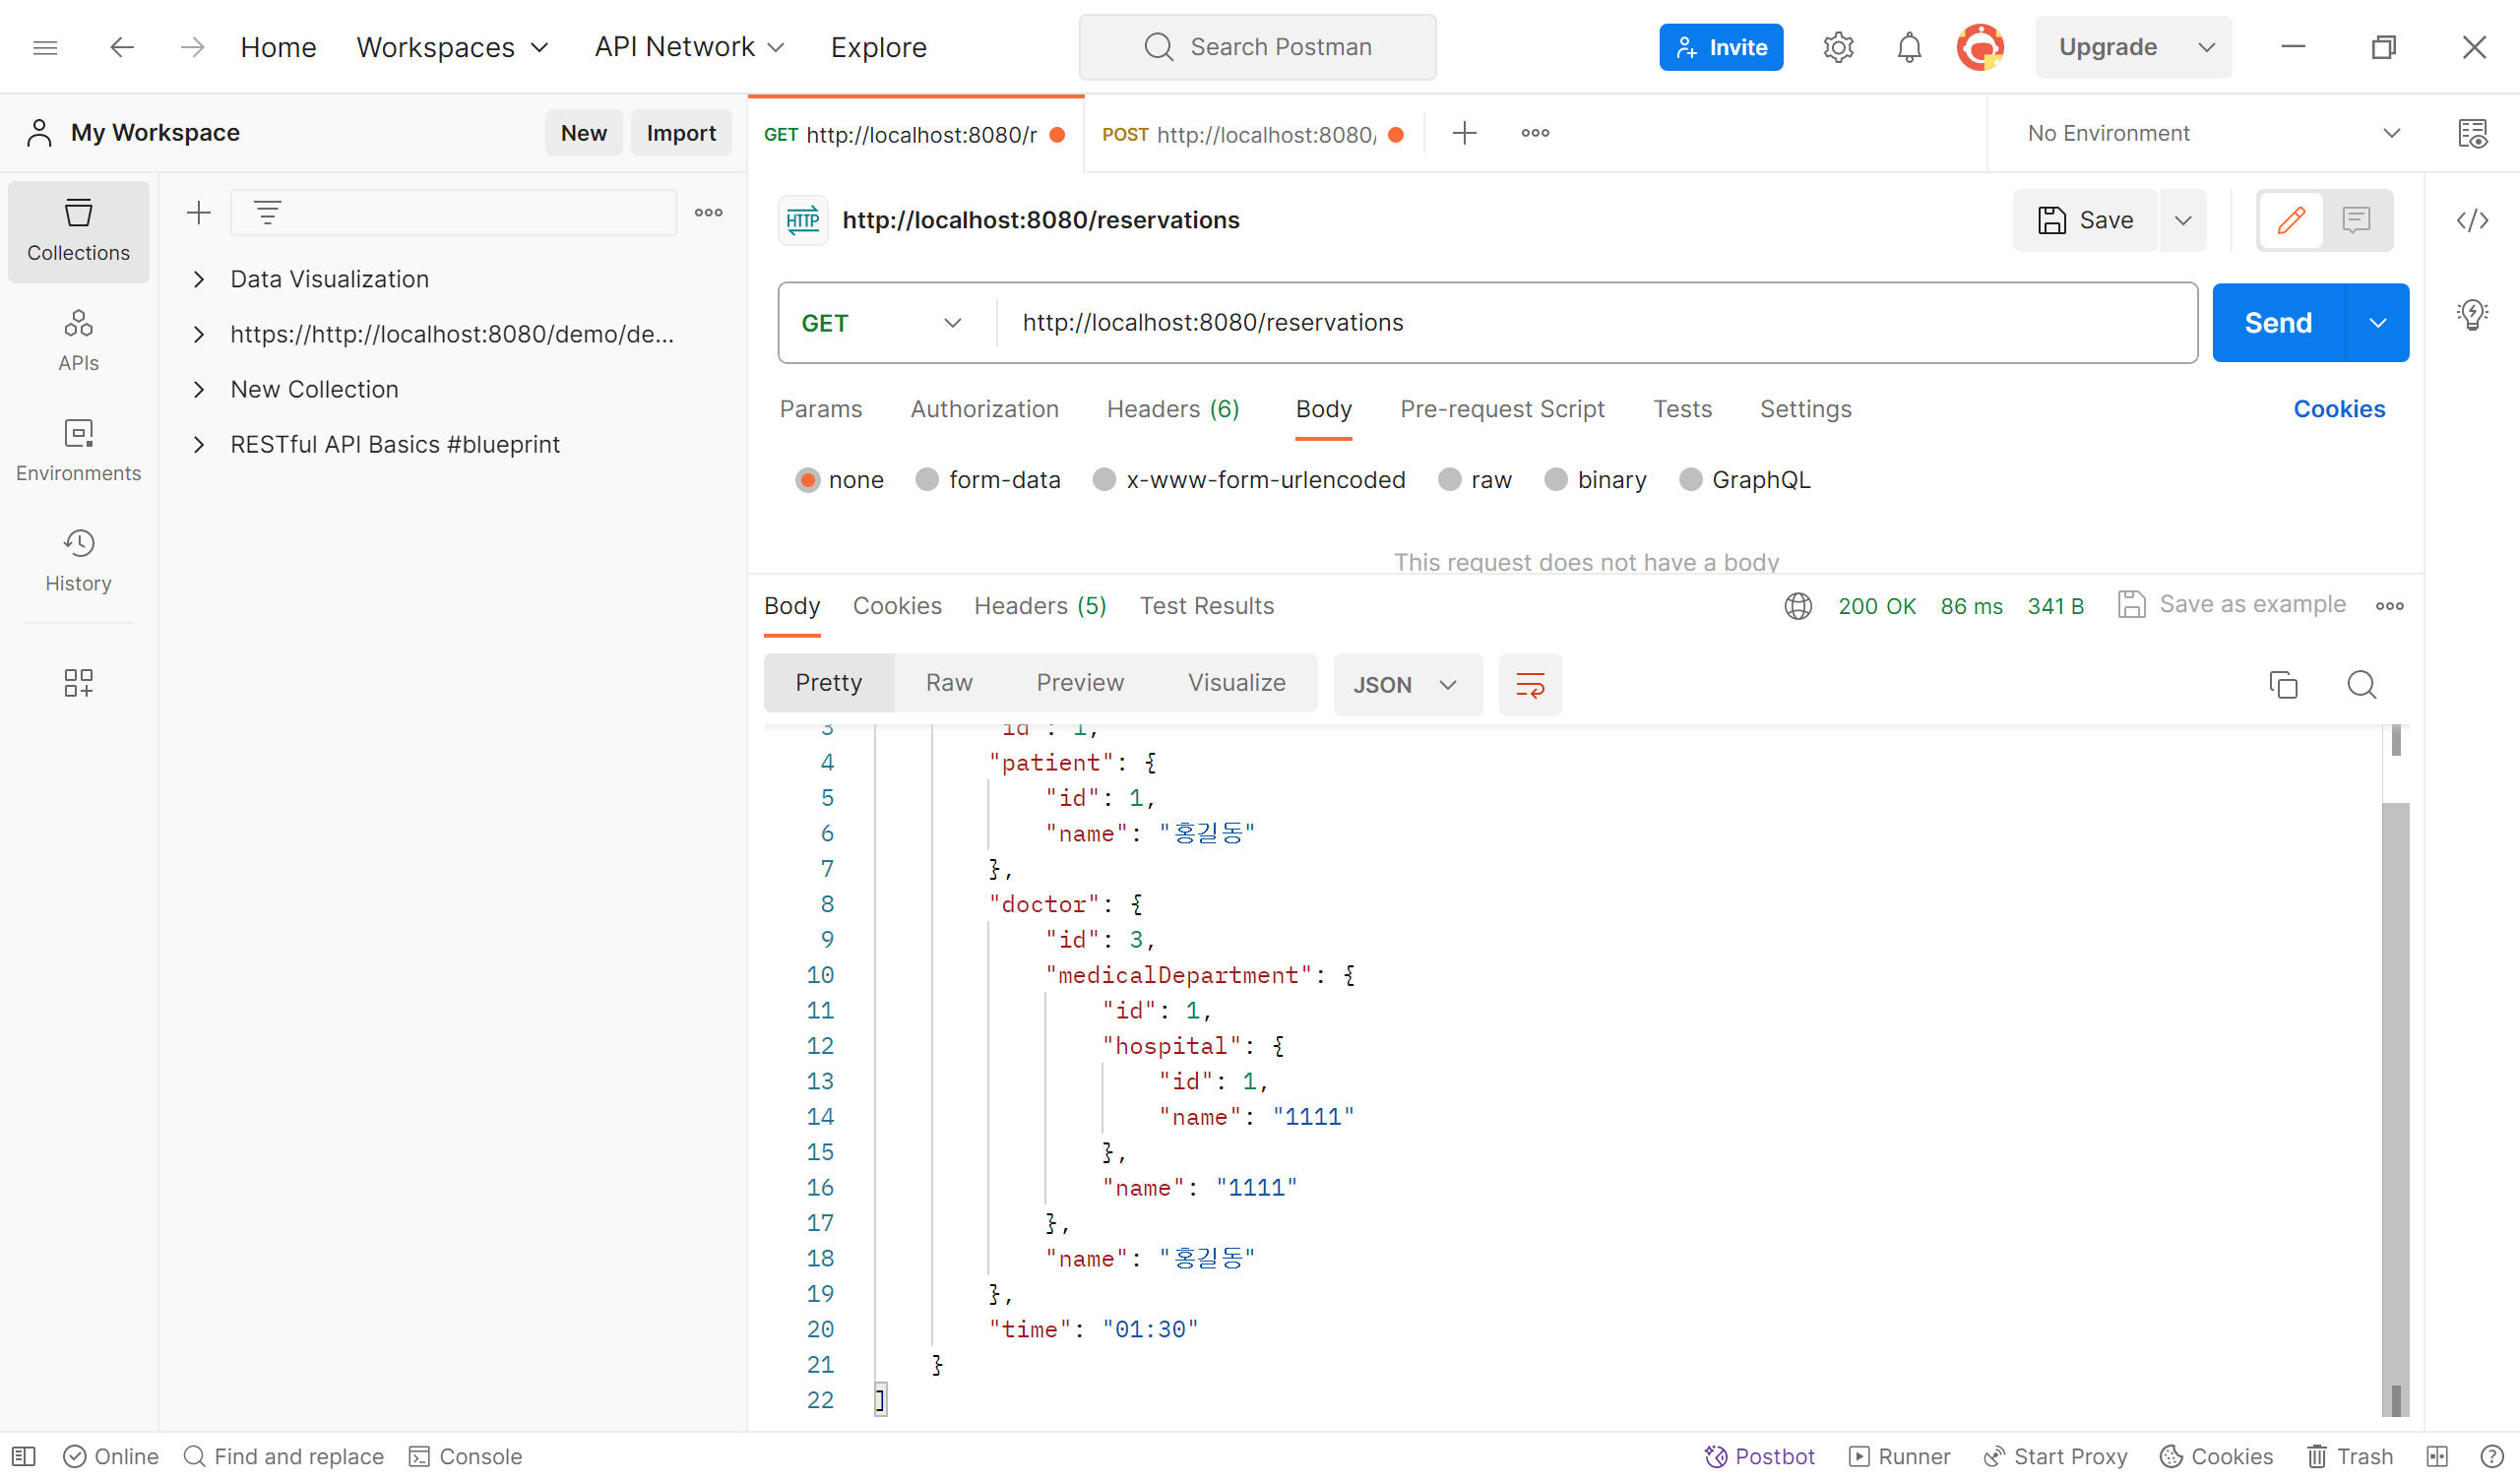 Home Workspaces API Network Explore Search Postman Invite Upgrade
My Workspace New Import
GET http://localhost:8080/r POST http://localhost:8080/ No Environment
Collections
APIs
Environments
History
Data Visualization
https://http://localhost:8080/demo/de...
New Collection
RESTful API Basics #blueprint
HTTP http://localhost:8080/reservations Save
GET http://localhost:8080/reservations Send
Params Authorization Headers (6) Body Pre-request Script Tests Settings Cookies
none form-data x-www-form-urlencoded raw binary GraphQL
This request does not have a body
Body Cookies Headers (5) Test Results 200 OK 86 ms 341 B Save as example
Pretty Raw Preview Visualize JSON
3 "id": 1,
4 "patient": {
5 "id": 1,
6 "name": "홍길동"
7 },
8 "doctor": {
9 "id": 3,
10 "medicalDepartment": {
11 "id": 1,
12 "hospital": {
13 "id": 1,
14 "name": "1111"
15 },
16 "name": "1111"
17 },
18 "name": "홍길동"
19 },
20 "time": "01:30"
21 }
22 ]
Online Find and replace Console Postbot Runner Start Proxy Cookies Trash